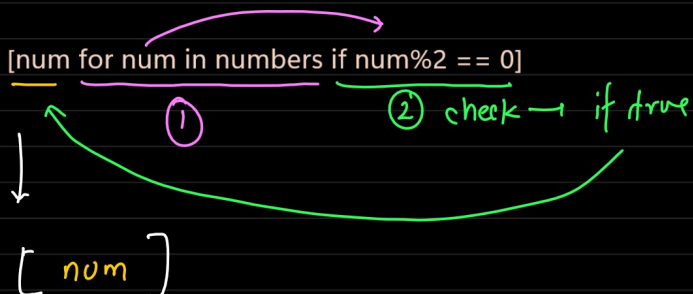 [num for num in numbers if num%2 == 0]
① ② check → if true
[ num ]